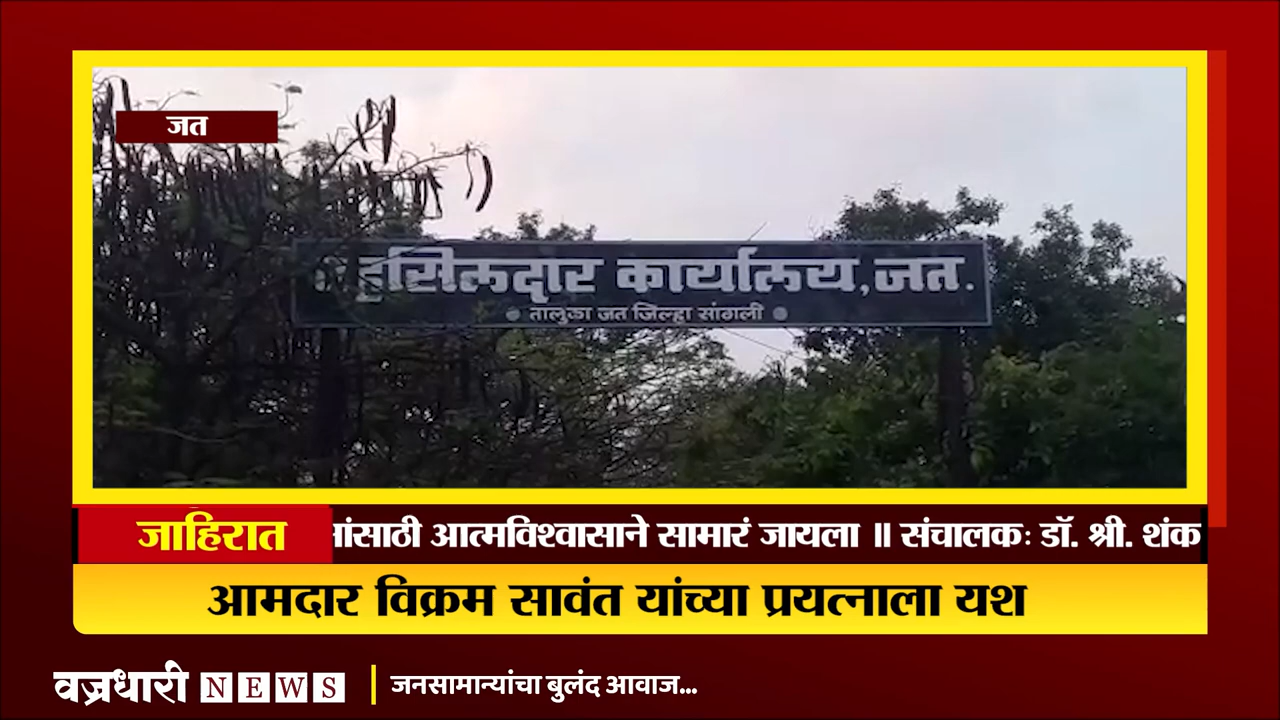 जत
तहसिलदार कार्यालय,जत.
तालुका जत जिल्हा सांगली
जाहिरात
आत्मविश्वासाने सामारं जायला ॥ संचालकः डॉ. श्री.
आमदार विक्रम सावंत यांच्या प्रयत्नाला यश
वज्रधारी NEWS
जनसामान्यांचा बुलंद आवाज...